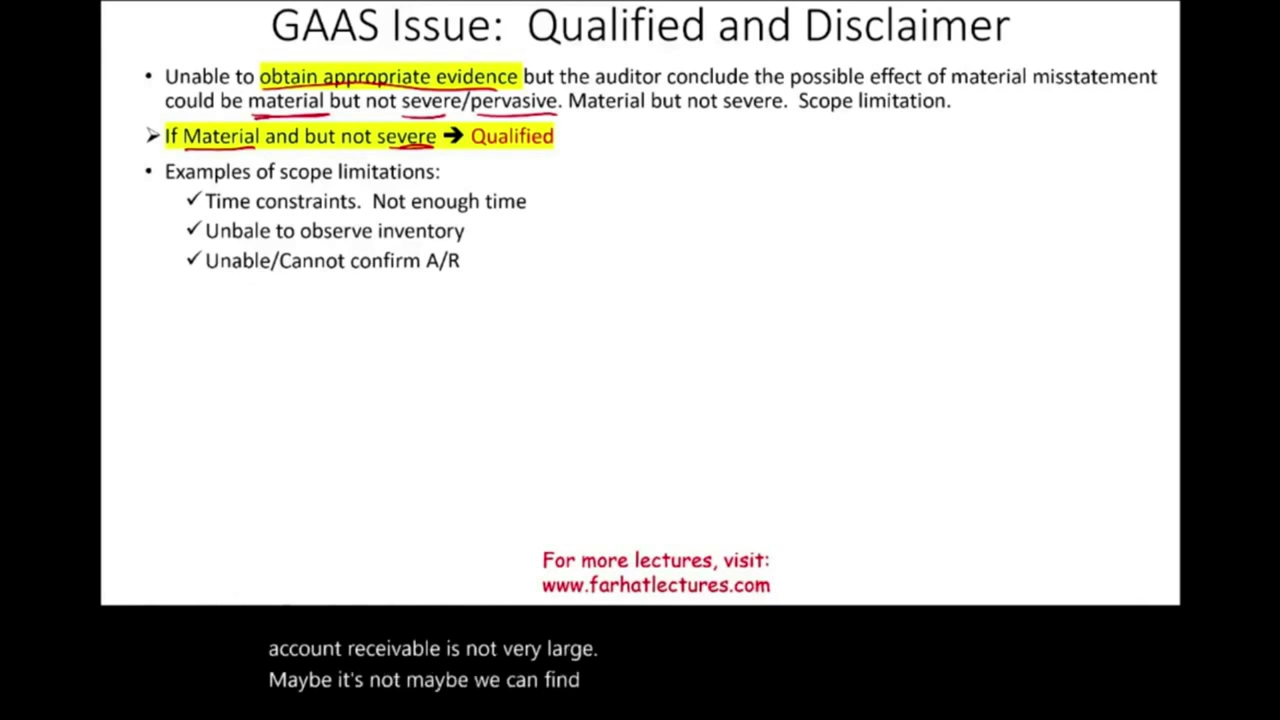 GAAS Issue: Qualified and Disclaimer
• Unable to obtain appropriate evidence but the auditor conclude the possible effect of material misstatement
could be material but not severe/pervasive. Material but not severe. Scope limitation.
➢ If Material and but not severe ➔ Qualified
• Examples of scope limitations:
✓ Time constraints. Not enough time
✓ Unbale to observe inventory
✓ Unable/Cannot confirm A/R
For more lectures, visit:
www.farhatlectures.com
account receivable is not very large.
Maybe it's not maybe we can find